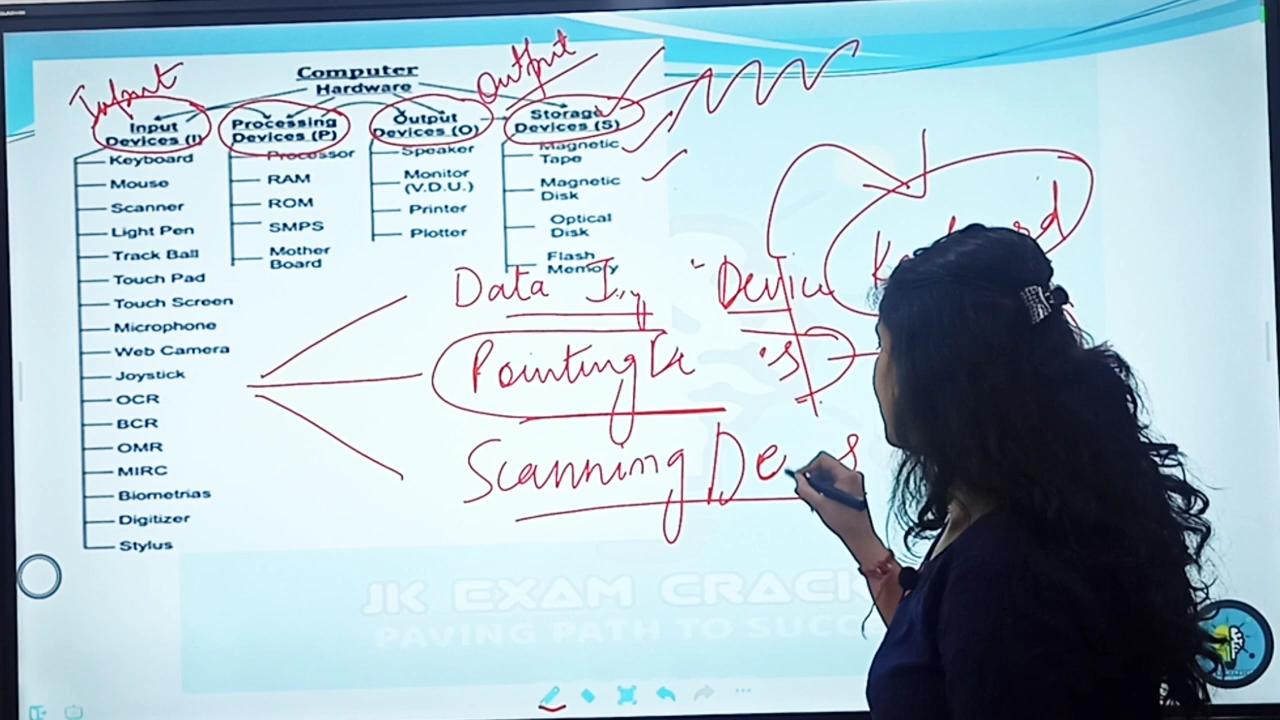 Input
Output
Computer
Hardware
Input
Devices (I)
Keyboard
Mouse
Scanner
Light Pen
Track Ball
Touch Pad
Touch Screen
Microphone
Web Camera
Joystick
OCR
BCR
OMR
MIRC
Biometrias
Digitizer
Stylus
Processing
Devices (P)
Processor
RAM
ROM
SMPS
Mother
Board
Output
Devices (O)
Speaker
Monitor
(V.D.U.)
Printer
Plotter
Storage
Devices (S)
Magnetic
Tape
Magnetic
Disk
Optical
Disk
Flash
Memory
Data Device
Pointing De s
Scanning De s
JK EXAM CRACK
PAVING PATH TO SUCC